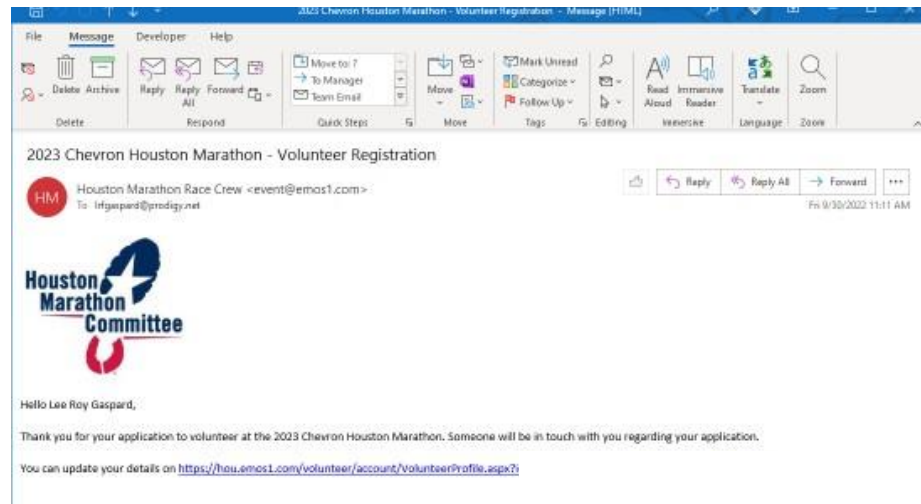 2023 Chevron Houston Marathon - Volunteer Registration - Message (HTML)
File Message Developer Help
Delete Archive
Reply Reply All Forward
Move to: ?
To Manager
Team Email
Move
Mark Unread
Categorize
Follow Up
Read Aloud
Immersive Reader
Translate
Zoom
Delete Respond Quick Steps Move Tags Editing Immersive Language Zoom
2023 Chevron Houston Marathon - Volunteer Registration
HM
Houston Marathon Race Crew <event@emos1.com>
To lrfgaspard@prodigy.net
Reply Reply All Forward
Fri 9/30/2022 11:11 AM
Houston
Marathon
Committee
Hello Lee Roy Gaspard,
Thank you for your application to volunteer at the 2023 Chevron Houston Marathon. Someone will be in touch with you regarding your application.
You can update your details on https://hou.emos1.com/volunteer/account/VolunteerProfile.aspx?i